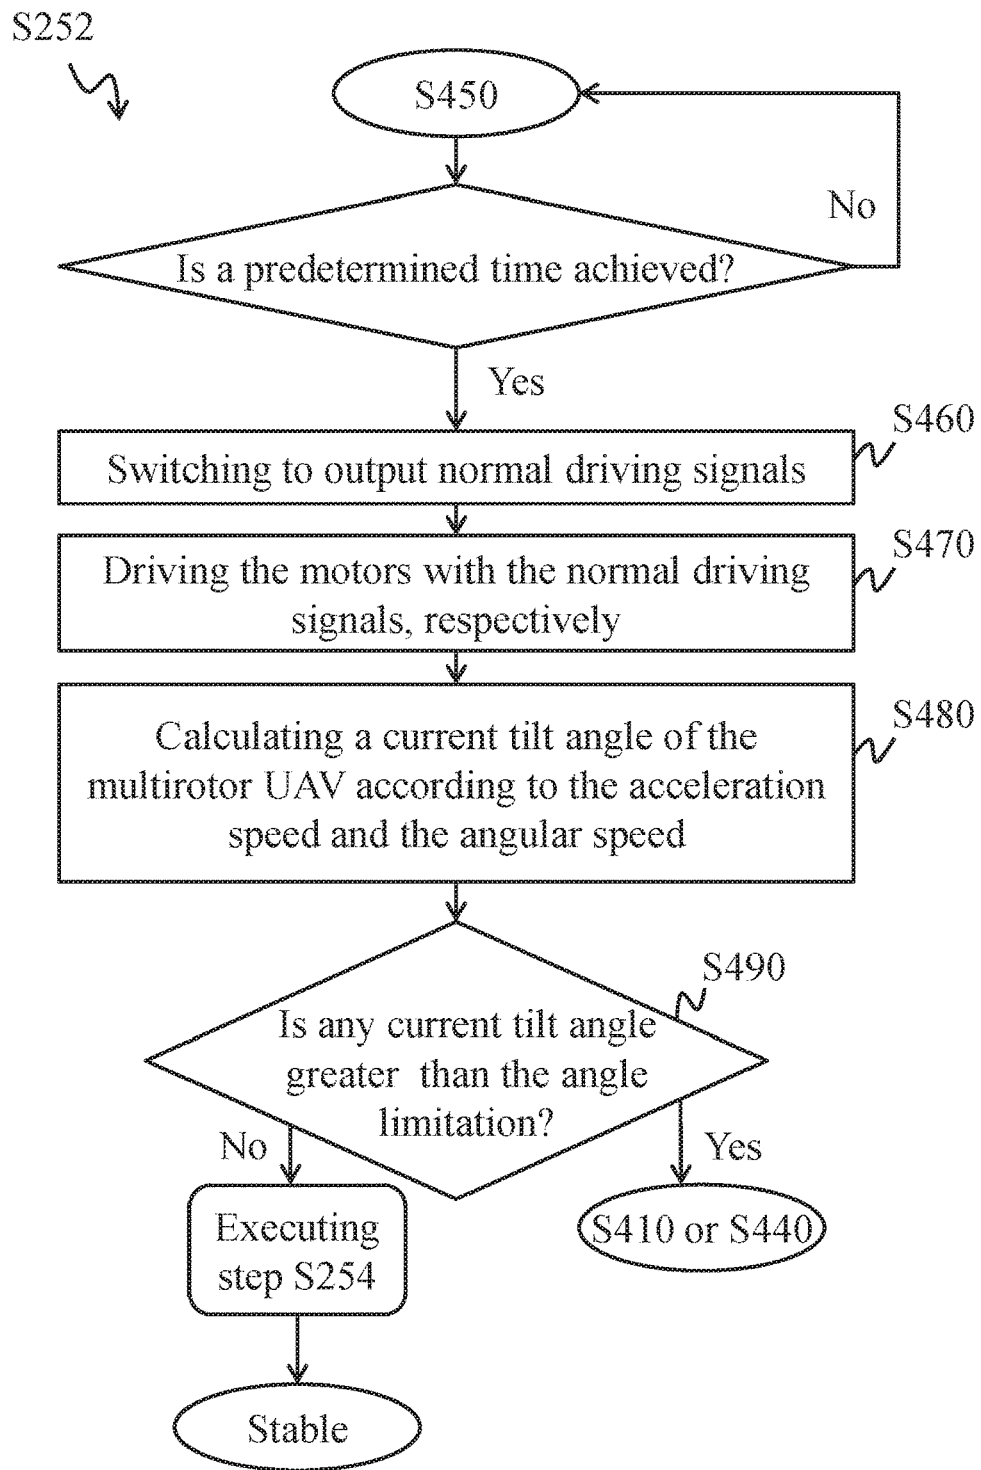 S252
S450
No
Is a predetermined time achieved?
Yes
S460
Switching to output normal driving signals
S470
Driving the motors with the normal driving
signals, respectively
S480
Calculating a current tilt angle of the
multirotor UAV according to the acceleration
speed and the angular speed
S490
Is any current tilt angle
greater than the angle
limitation?
No
Yes
Executing
step S254
S410 or S440
Stable